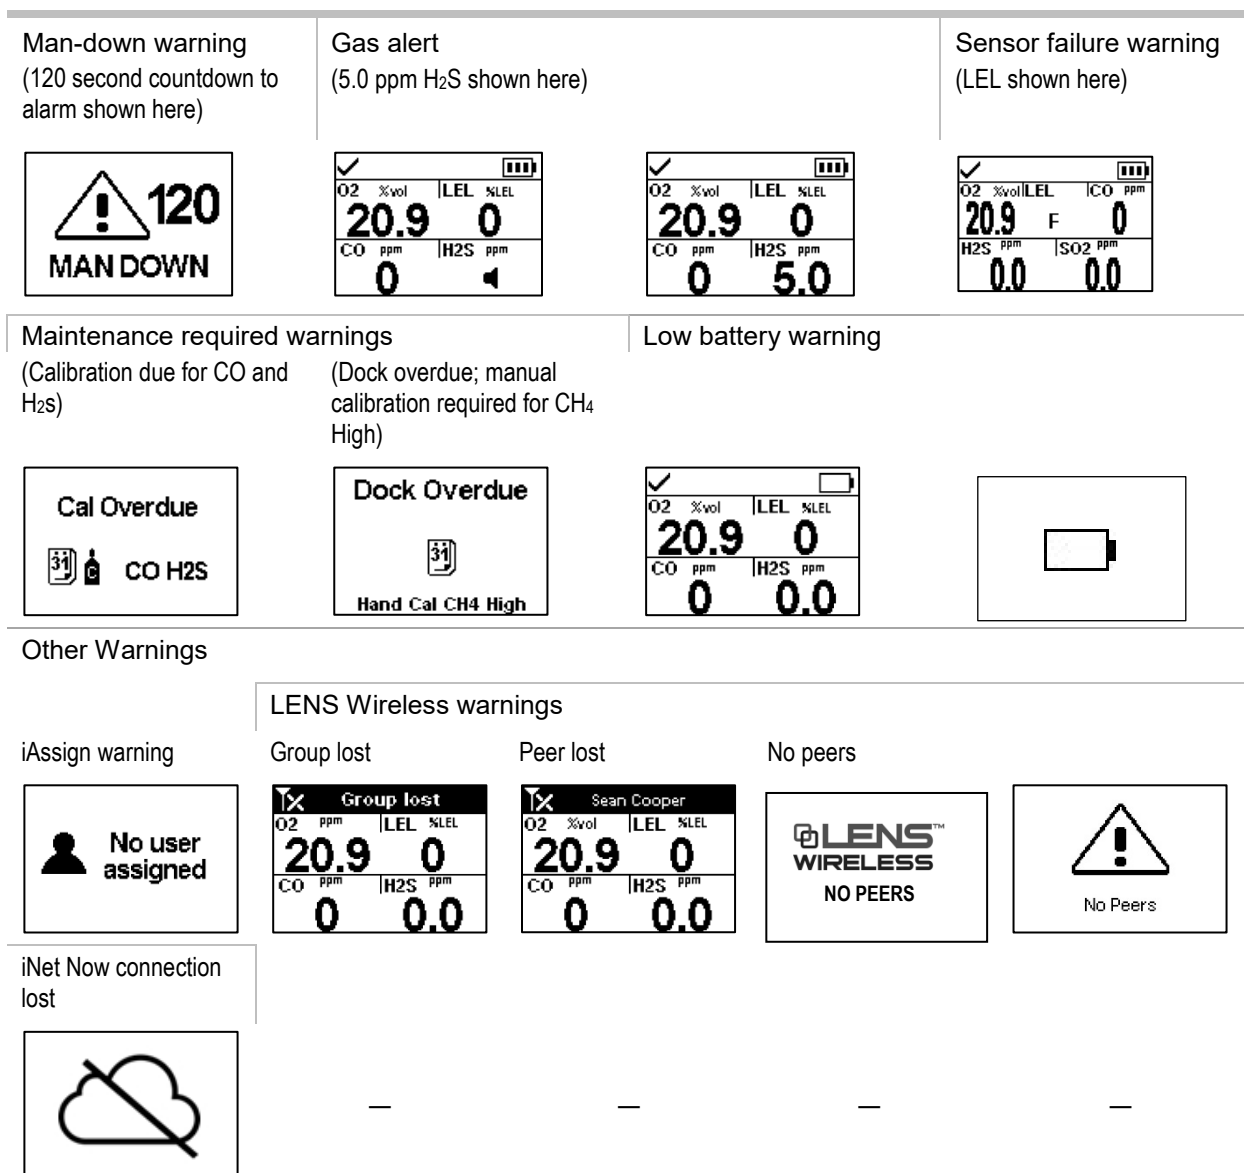 Man-down warning
(120 second countdown to
alarm shown here)
Gas alert
(5.0 ppm H2S shown here)
Sensor failure warning
(LEL shown here)
120
MAN DOWN
O2 %vol LEL %LEL
20.9 0
CO ppm H2S ppm
0
O2 %vol LEL %LEL
20.9 0
CO ppm H2S ppm
0 5.0
O2 %vol LEL CO ppm
20.9 F 0
H2S ppm SO2 ppm
0.0 0.0
Maintenance required warnings
(Calibration due for CO and
H2s)
(Dock overdue; manual
calibration required for CH4
High)
Low battery warning
Cal Overdue
31 C CO H2S
Dock Overdue
31
Hand Cal CH4 High
O2 %vol LEL %LEL
20.9 0
CO ppm H2S ppm
0 0.0
Other Warnings
LENS Wireless warnings
iAssign warning
Group lost
Peer lost
No peers
No user
assigned
Group lost
O2 ppm LEL %LEL
20.9 0
CO ppm H2S ppm
0 0.0
Sean Cooper
O2 %vol LEL %LEL
20.9 0
CO ppm H2S ppm
0 0.0
LENS™
WIRELESS
NO PEERS
No Peers
iNet Now connection
lost
— — — —